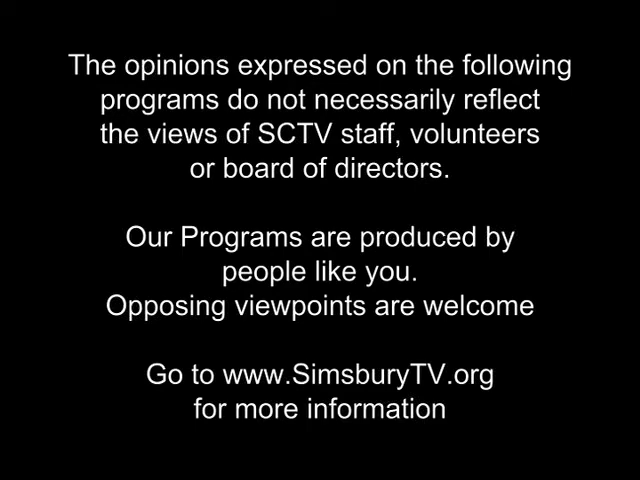 The opinions expressed on the following
programs do not necessarily reflect
the views of SCTV staff, volunteers
or board of directors.
Our Programs are produced by
people like you.
Opposing viewpoints are welcome
Go to www.SimsburyTV.org
for more information